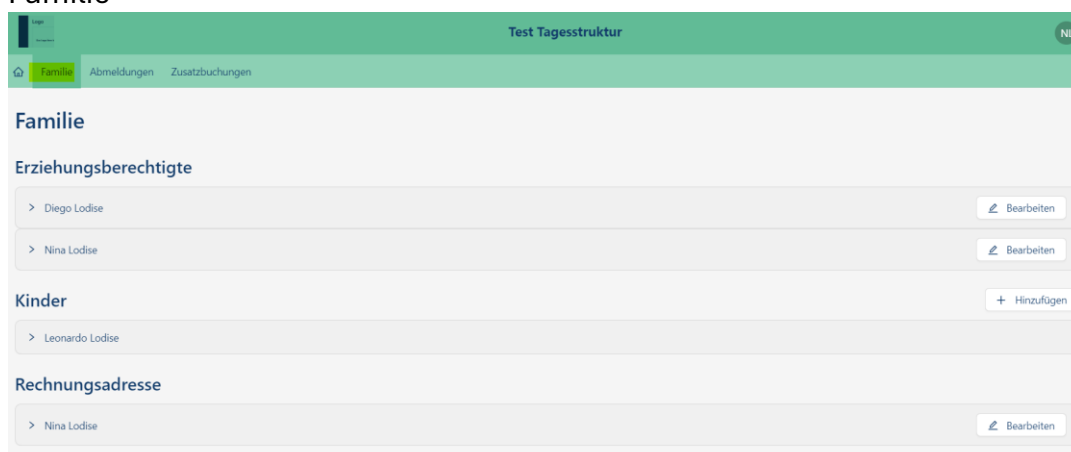 Familie
Logo
Test Tagesstruktur
NL
Familie Abmeldungen Zusatzbuchungen
Familie
Erziehungsberechtigte
Diego Lodise Bearbeiten
Nina Lodise Bearbeiten
Kinder Hinzufügen
Leonardo Lodise
Rechnungsadresse
Nina Lodise Bearbeiten